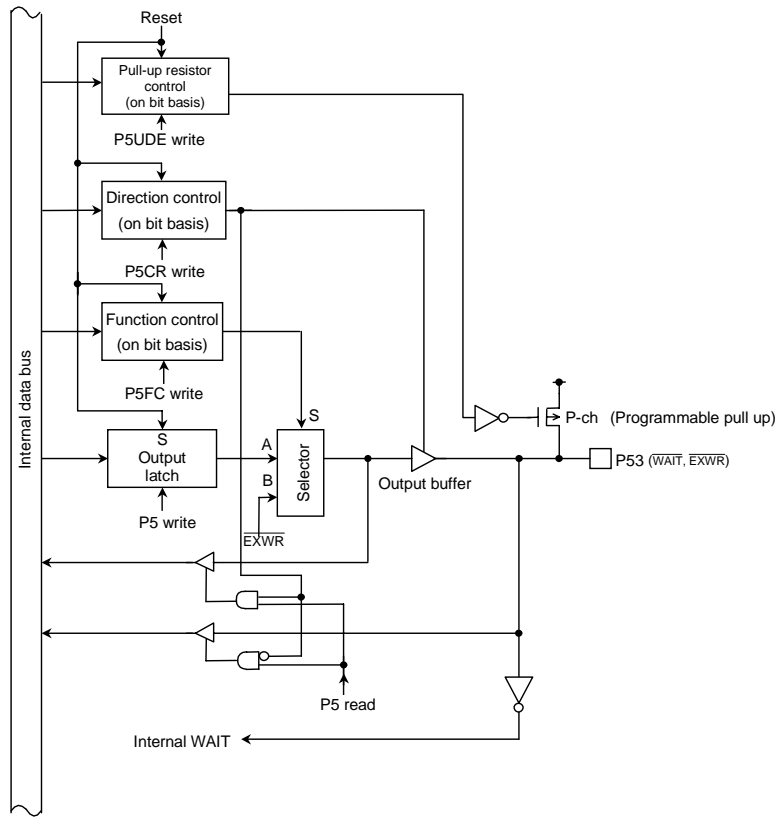 Reset
Pull-up resistor
control
(on bit basis)
P5UDE write
Direction control
(on bit basis)
P5CR write
Function control
(on bit basis)
P5FC write
Internal data bus
S
Output
latch
P5 write
A
B
S
Selector
EXWR
Output buffer
P-ch (Programmable pull up)
P53 (WAIT, EXWR)
P5 read
Internal WAIT